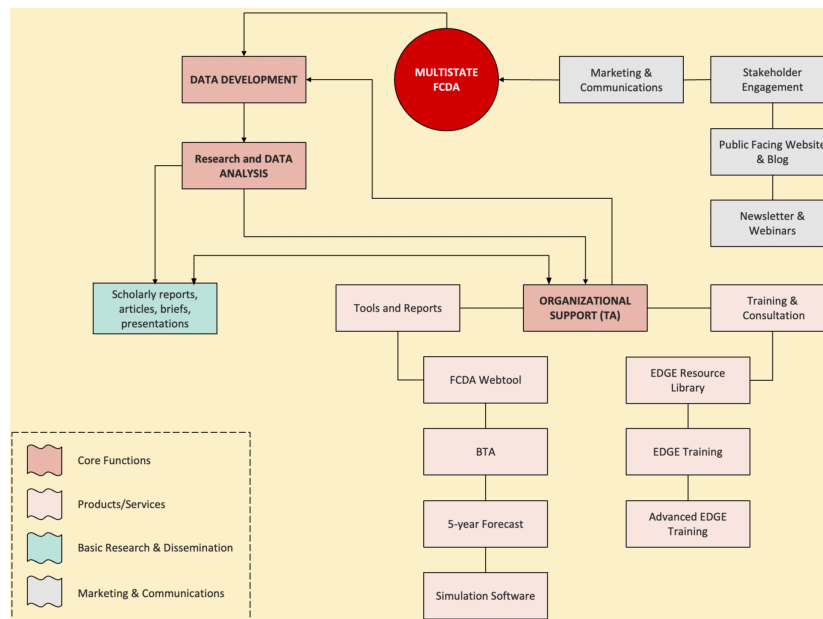 MULTISTATE
FCDA
DATA DEVELOPMENT
Marketing &
Communications
Stakeholder
Engagement
Research and DATA
ANALYSIS
Public Facing Website
& Blog
Newsletter &
Webinars
Scholarly reports,
articles, briefs,
presentations
Tools and Reports
ORGANIZATIONAL
SUPPORT (TA)
Training &
Consultation
FCDA Webtool
EDGE Resource
Library
BTA
EDGE Training
5-year Forecast
Advanced EDGE
Training
Simulation Software
Core Functions
Products/Services
Basic Research & Dissemination
Marketing & Communications